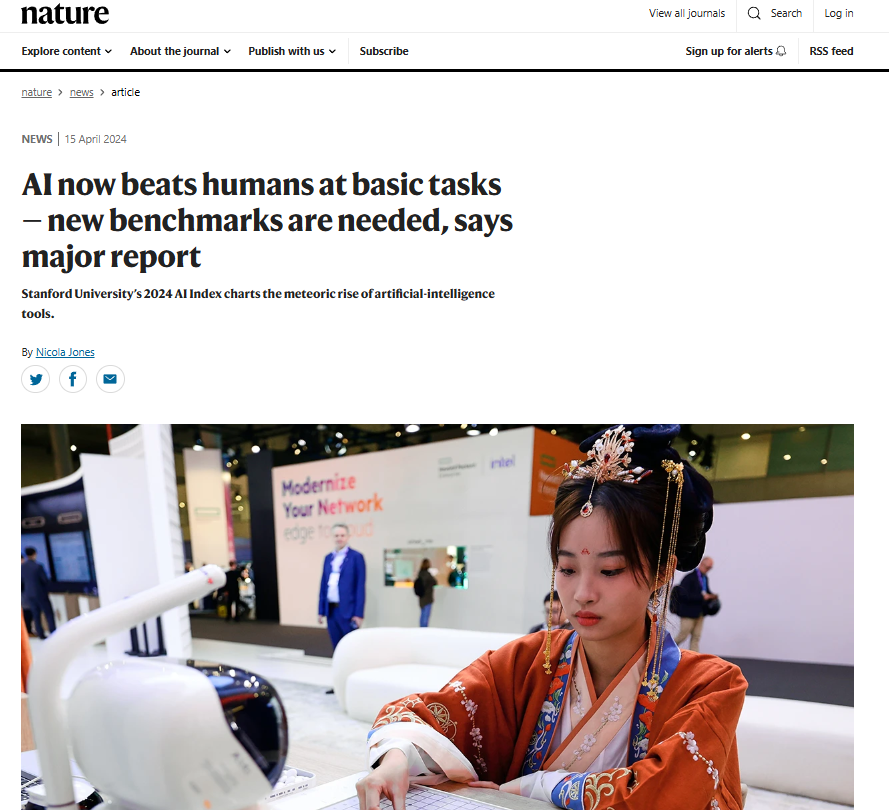 nature
View all journals
Search
Log in
Explore content
About the journal
Publish with us
Subscribe
Sign up for alerts
RSS feed
nature > news > article
NEWS | 15 April 2024
AI now beats humans at basic tasks
— new benchmarks are needed, says
major report
Stanford University's 2024 AI Index charts the meteoric rise of artificial-intelligence
tools.
By Nicola Jones
Modernize
Your Network
edge to cloud
intel